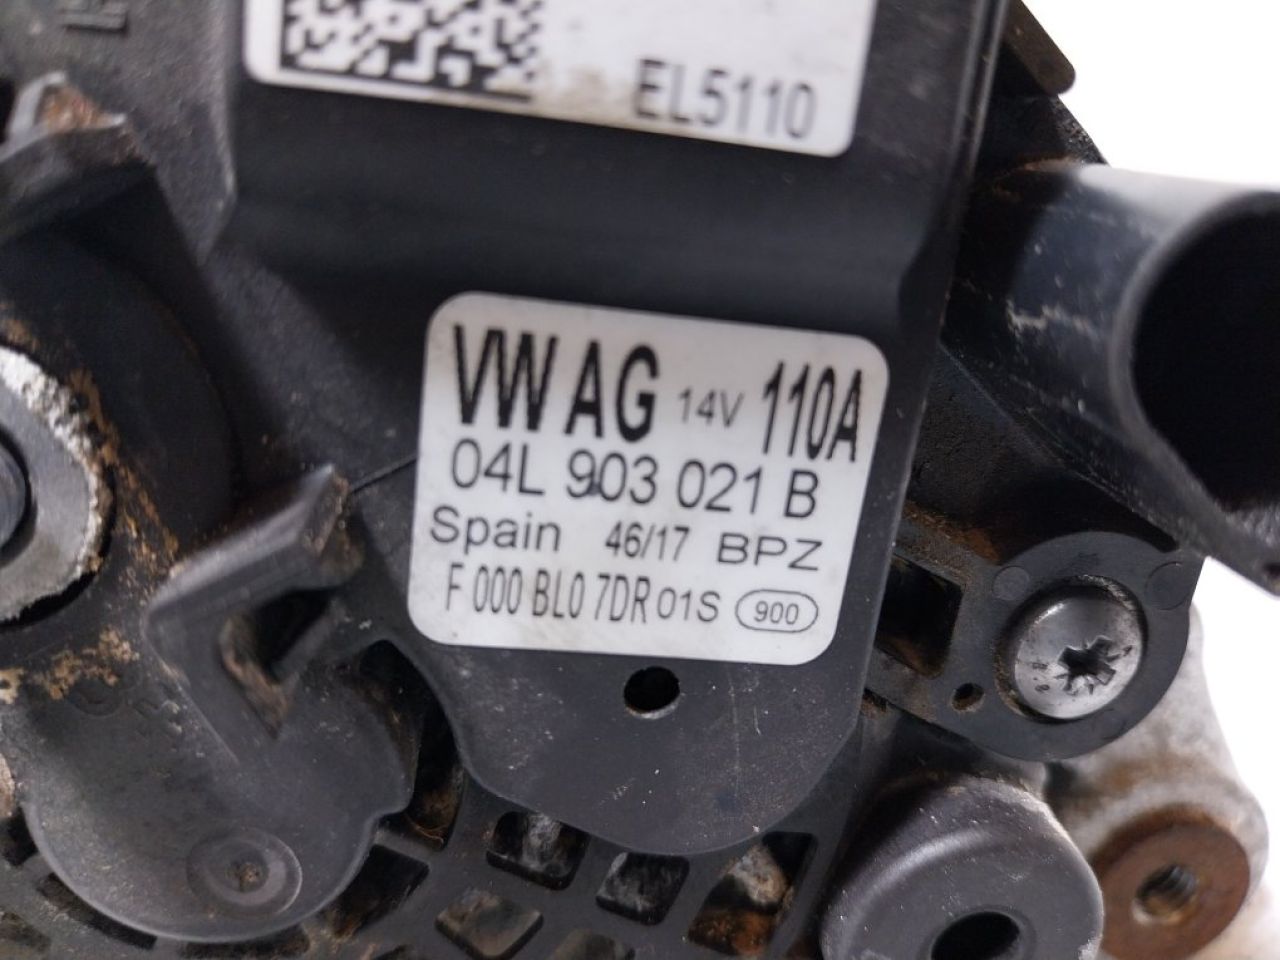 EL5110
VW AG 14V 110A
04L 903 021 B
Spain 46/17 BPZ
F 000 BL0 7DR 01S 900